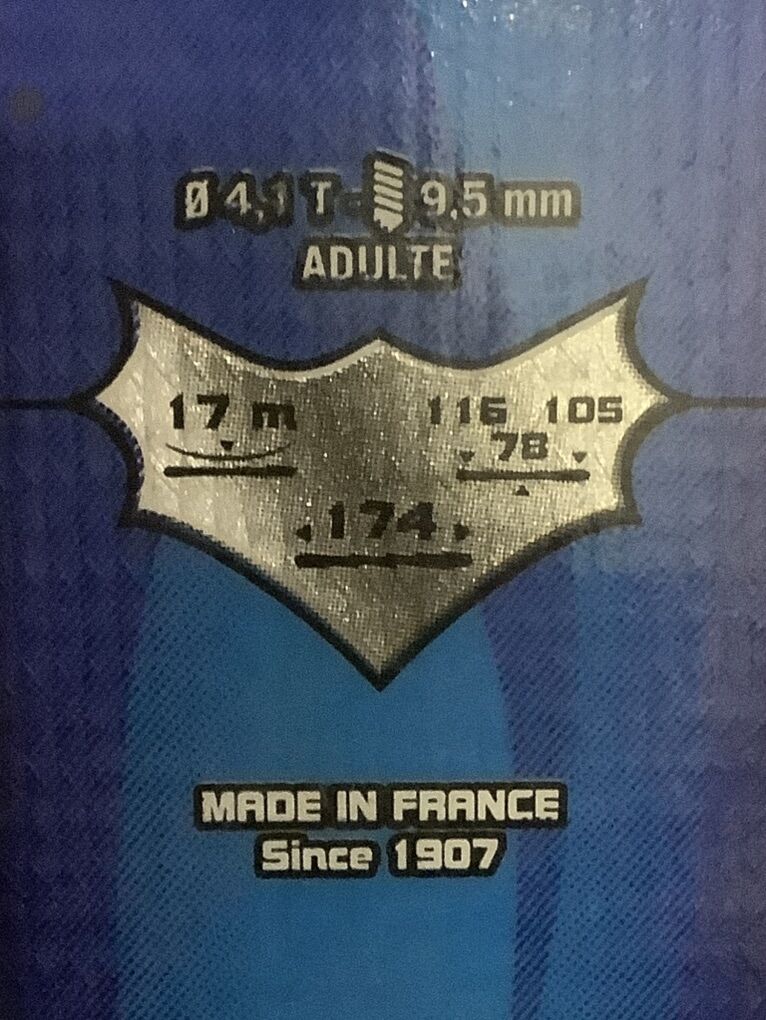 Ø 4,1 T - 9,5 mm
ADULTE
17 m
116 105
78
174
MADE IN FRANCE
Since 1907